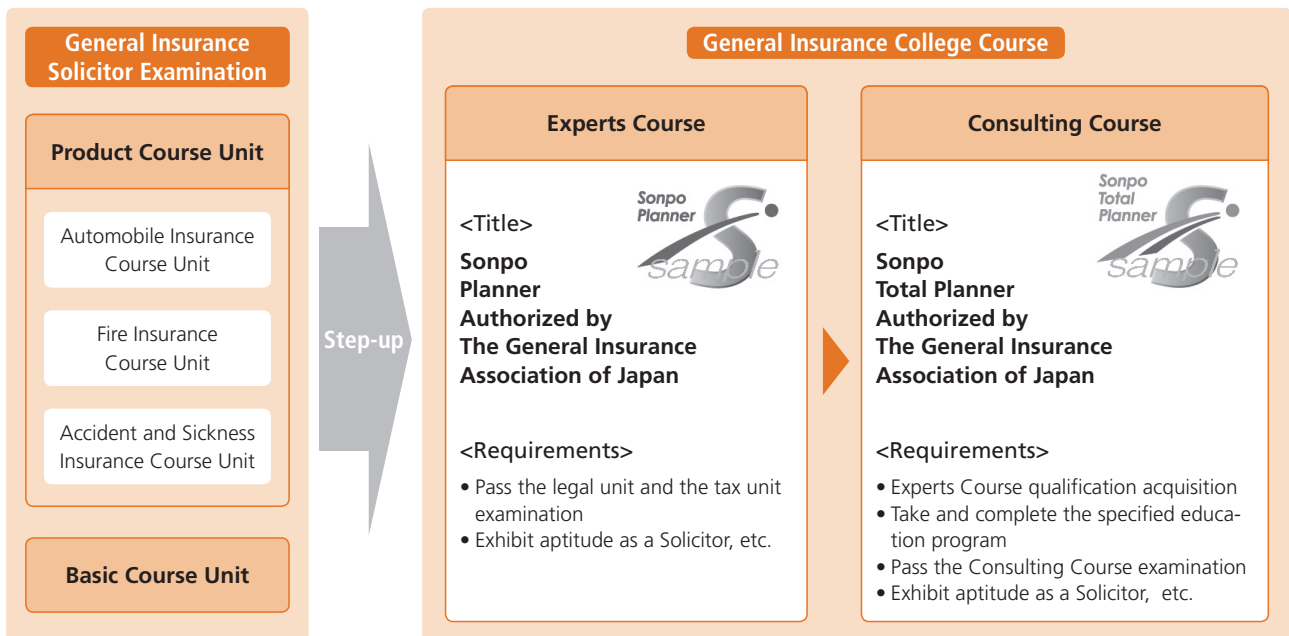 General Insurance
Solicitor Examination
Product Course Unit
Automobile Insurance
Course Unit
Fire Insurance
Course Unit
Accident and Sickness
Insurance Course Unit
Basic Course Unit
Step-up
General Insurance College Course
Experts Course
Sonpo
Planner
sample
<Title>
Sonpo
Planner
Authorized by
The General Insurance
Association of Japan
<Requirements>
• Pass the legal unit and the tax unit
examination
• Exhibit aptitude as a Solicitor, etc.
Consulting Course
Sonpo
Total
Planner
sample
<Title>
Sonpo
Total Planner
Authorized by
The General Insurance
Association of Japan
<Requirements>
• Experts Course qualification acquisition
• Take and complete the specified educa-
tion program
• Pass the Consulting Course examination
• Exhibit aptitude as a Solicitor, etc.